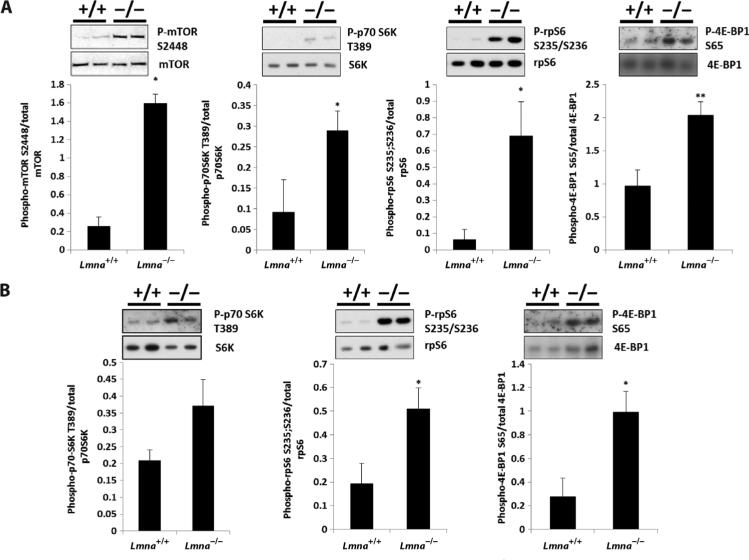 A
+/+ −/−
P-mTOR
S2448
mTOR
Phospho-mTOR S2448/total
mTOR
1.8
1.6
1.4
1.2
1
0.8
0.6
0.4
0.2
0
*
Lmna+/+ Lmna−/−
+/+ −/−
P-p70 S6K
T389
S6K
Phospho-p70S6K T389/total
p70S6K
0.4
0.35
0.3
0.25
0.2
0.15
0.1
0.05
0
*
Lmna+/+ Lmna−/−
+/+ −/−
P-rpS6
S235/S236
rpS6
Phospho-rpS6 S235;S236/total
rpS6
1
0.9
0.8
0.7
0.6
0.5
0.4
0.3
0.2
0.1
0
*
Lmna+/+ Lmna−/−
+/+ −/−
P-4E-BP1
S65
4E-BP1
Phospho-4E-BP1 S65/total 4E-BP1
2.5
2
1.5
1
0.5
0
**
Lmna+/+ Lmna−/−
B
+/+ −/−
P-p70 S6K
T389
S6K
Phospho-p70-S6K T389/total
p70S6K
0.5
0.45
0.4
0.35
0.3
0.25
0.2
0.15
0.1
0.05
0
Lmna+/+ Lmna−/−
+/+ −/−
P-rpS6
S235/S236
rpS6
Phospho-rpS6 S235;S236/total
rpS6
0.7
0.6
0.5
0.4
0.3
0.2
0.1
0
*
Lmna+/+ Lmna−/−
+/+ −/−
P-4E-BP1
S65
4E-BP1
Phospho-4E-BP1 S65/total 4E-BP1
1.4
1.2
1
0.8
0.6
0.4
0.2
0
*
Lmna+/+ Lmna−/−